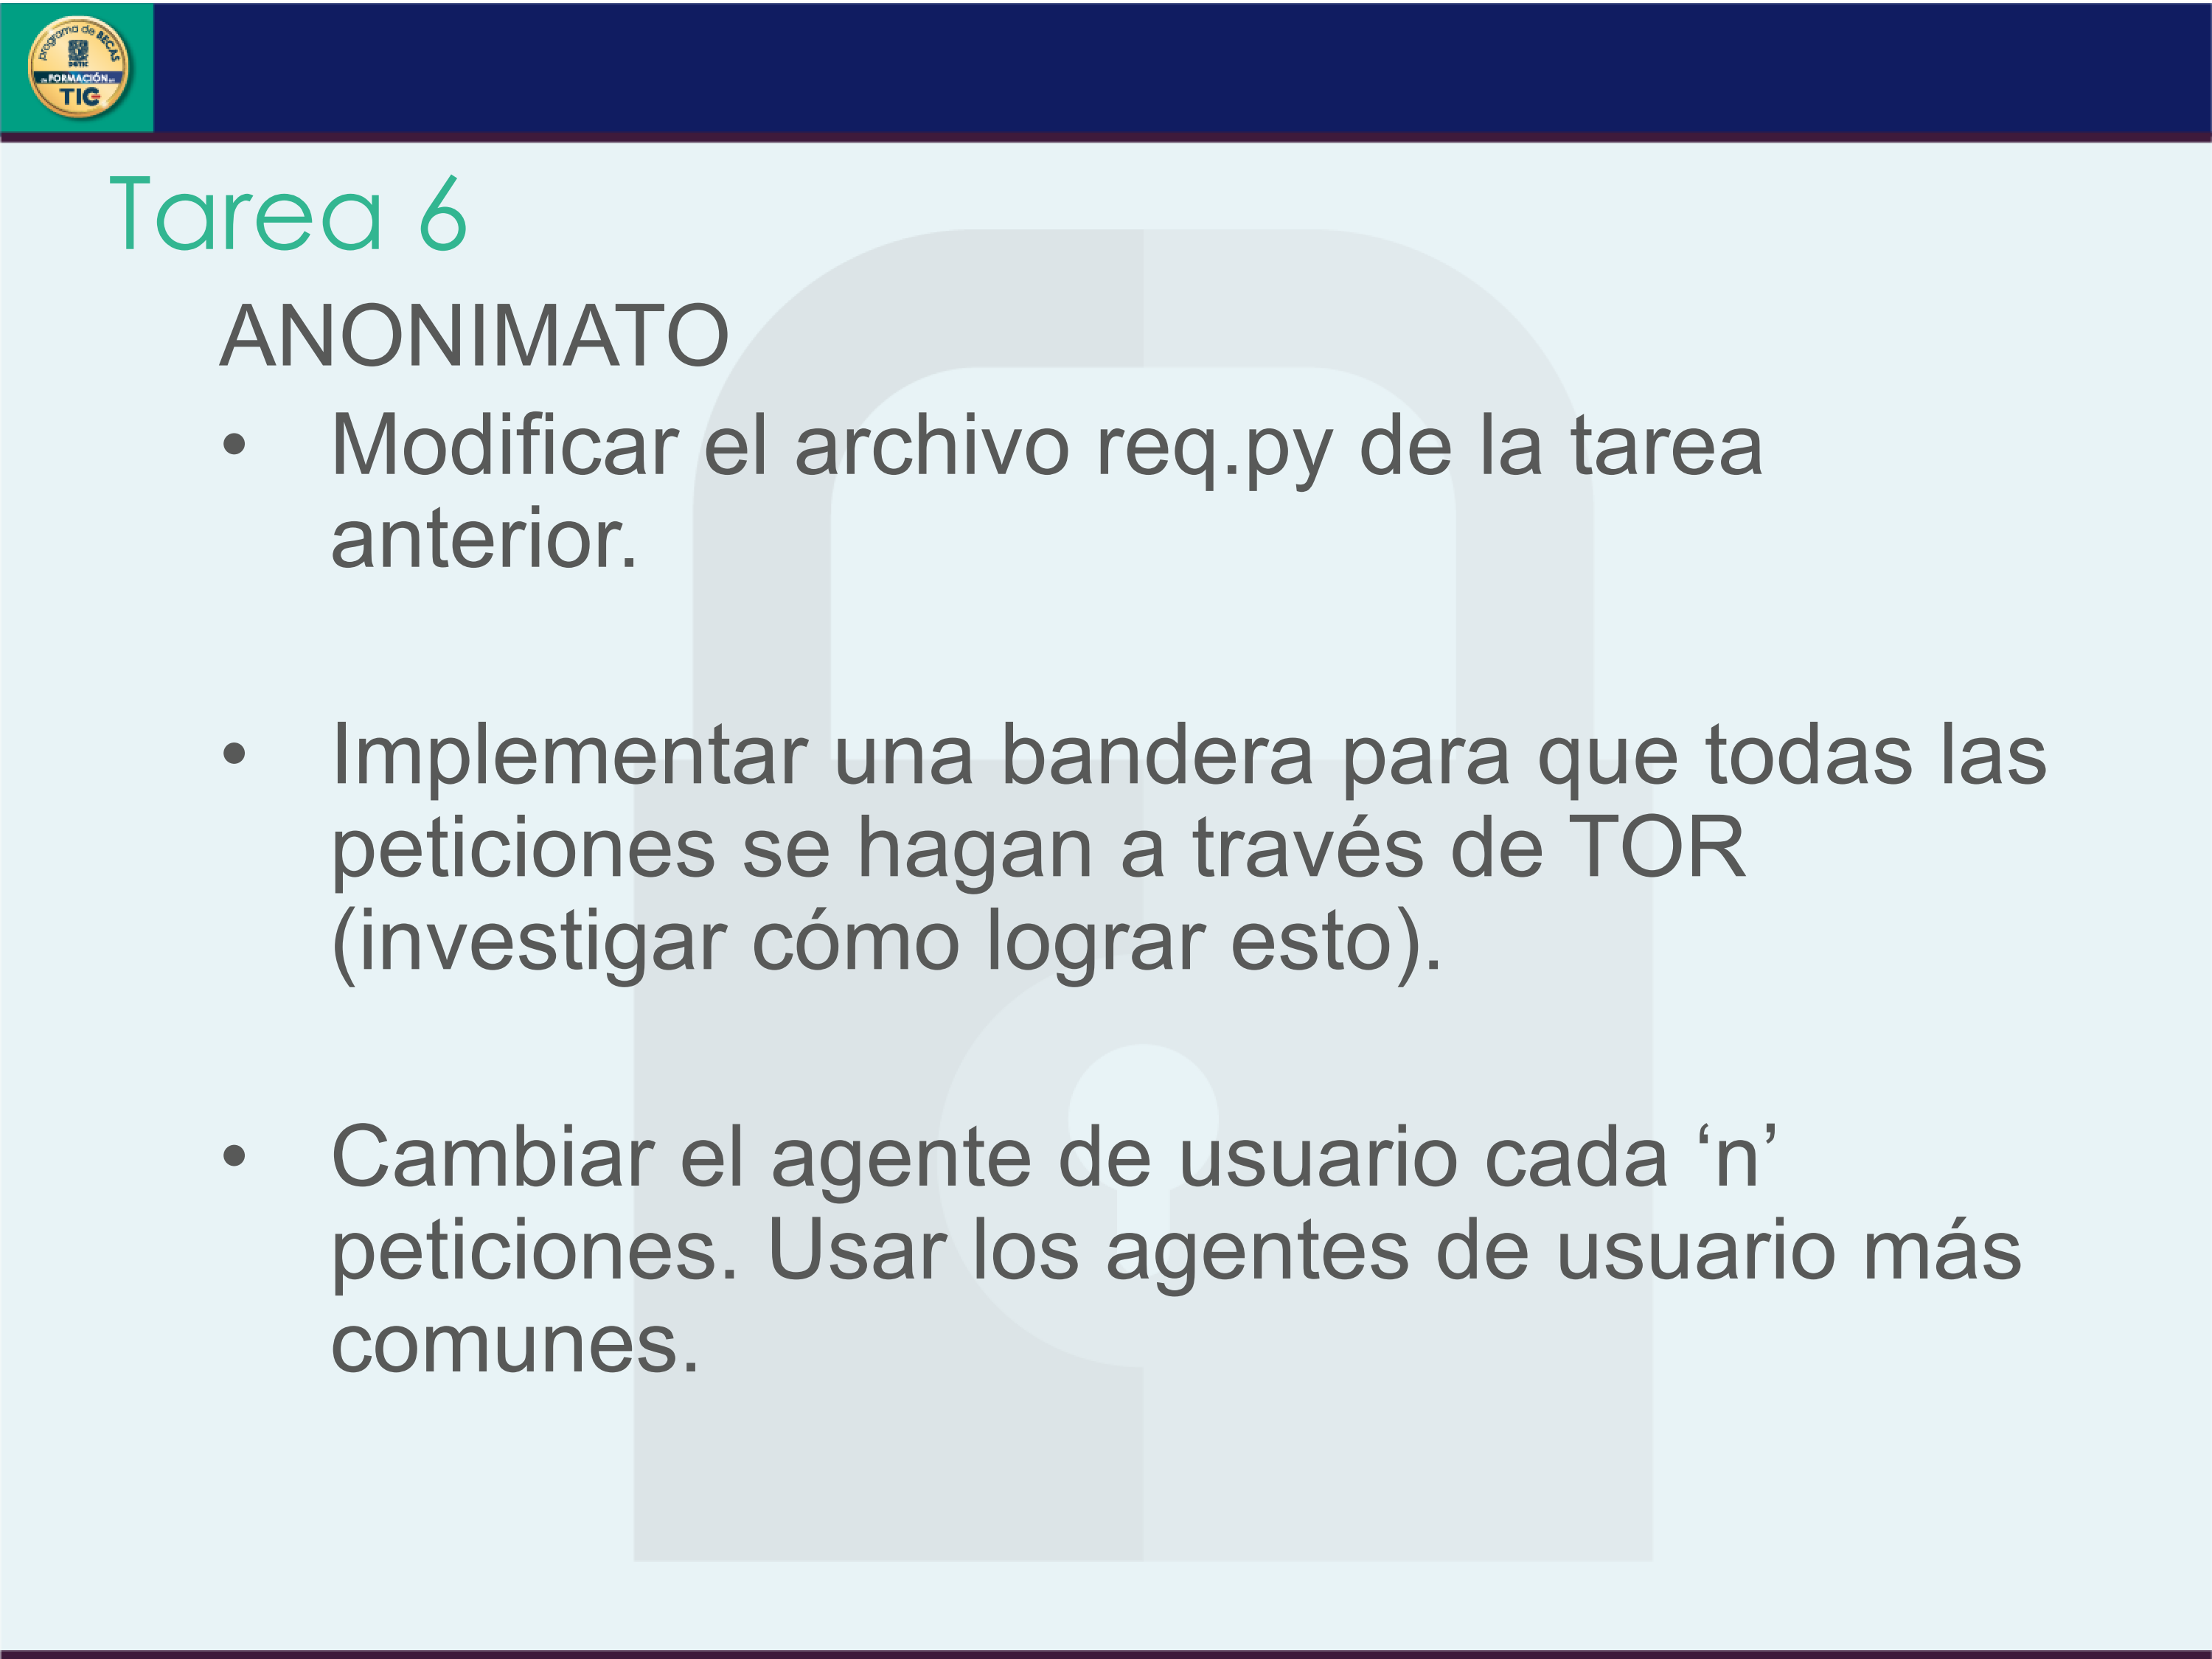 programa de BECAS
DGTIC
de FORMACIÓN en
TIC
Tarea 6
ANONIMATO
• Modificar el archivo req.py de la tarea
anterior.
• Implementar una bandera para que todas las
peticiones se hagan a través de TOR
(investigar cómo lograr esto).
• Cambiar el agente de usuario cada ‘n’
peticiones. Usar los agentes de usuario más
comunes.